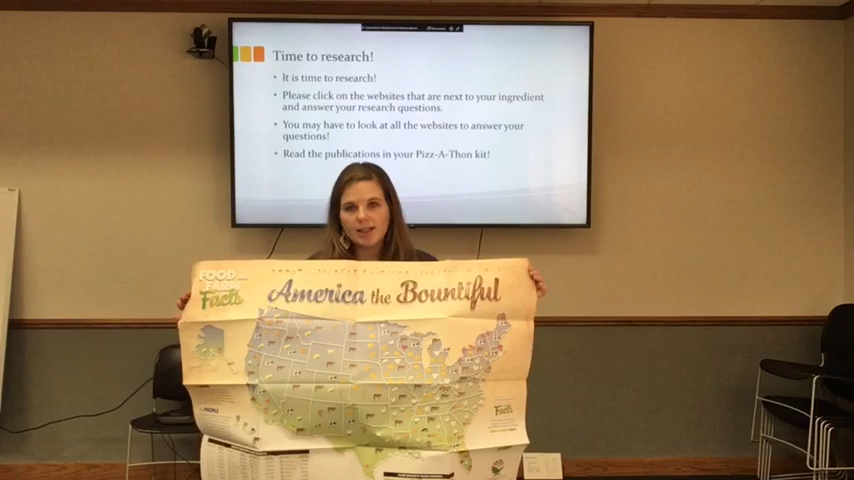 Time to research!
• It is time to research!
• Please click on the websites that are next to your ingredient
and answer your research questions.
• You may have to look at all the websites to answer your
questions!
• Read the publications in your Pizz-A-Thon kit!
FOOD and
FARM
Facts
America the Bountiful
Facts